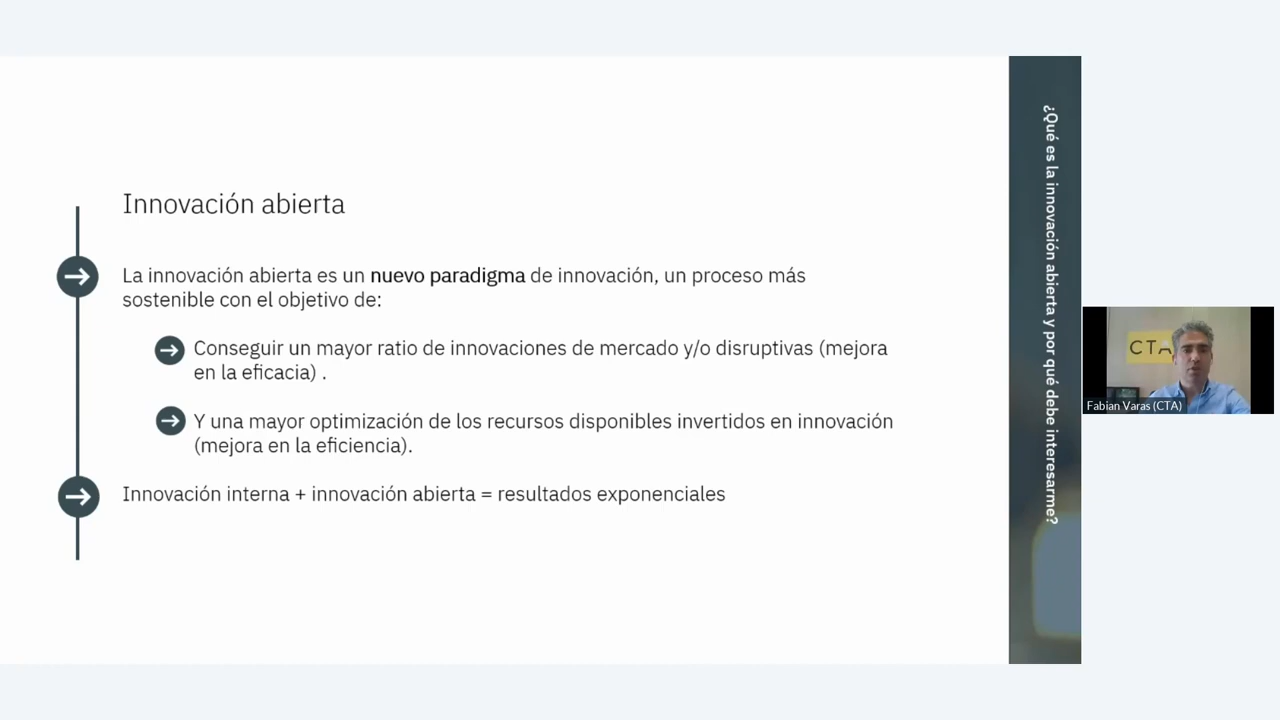 Innovación abierta
La innovación abierta es un nuevo paradigma de innovación, un proceso más
sostenible con el objetivo de:
Conseguir un mayor ratio de innovaciones de mercado y/o disruptivas (mejora
en la eficacia) .
Y una mayor optimización de los recursos disponibles invertidos en innovación
(mejora en la eficiencia).
Innovación interna + innovación abierta = resultados exponenciales
¿Qué es la innovación abierta y por qué debe interesarme?
CTA
Fabian Varas (CTA)